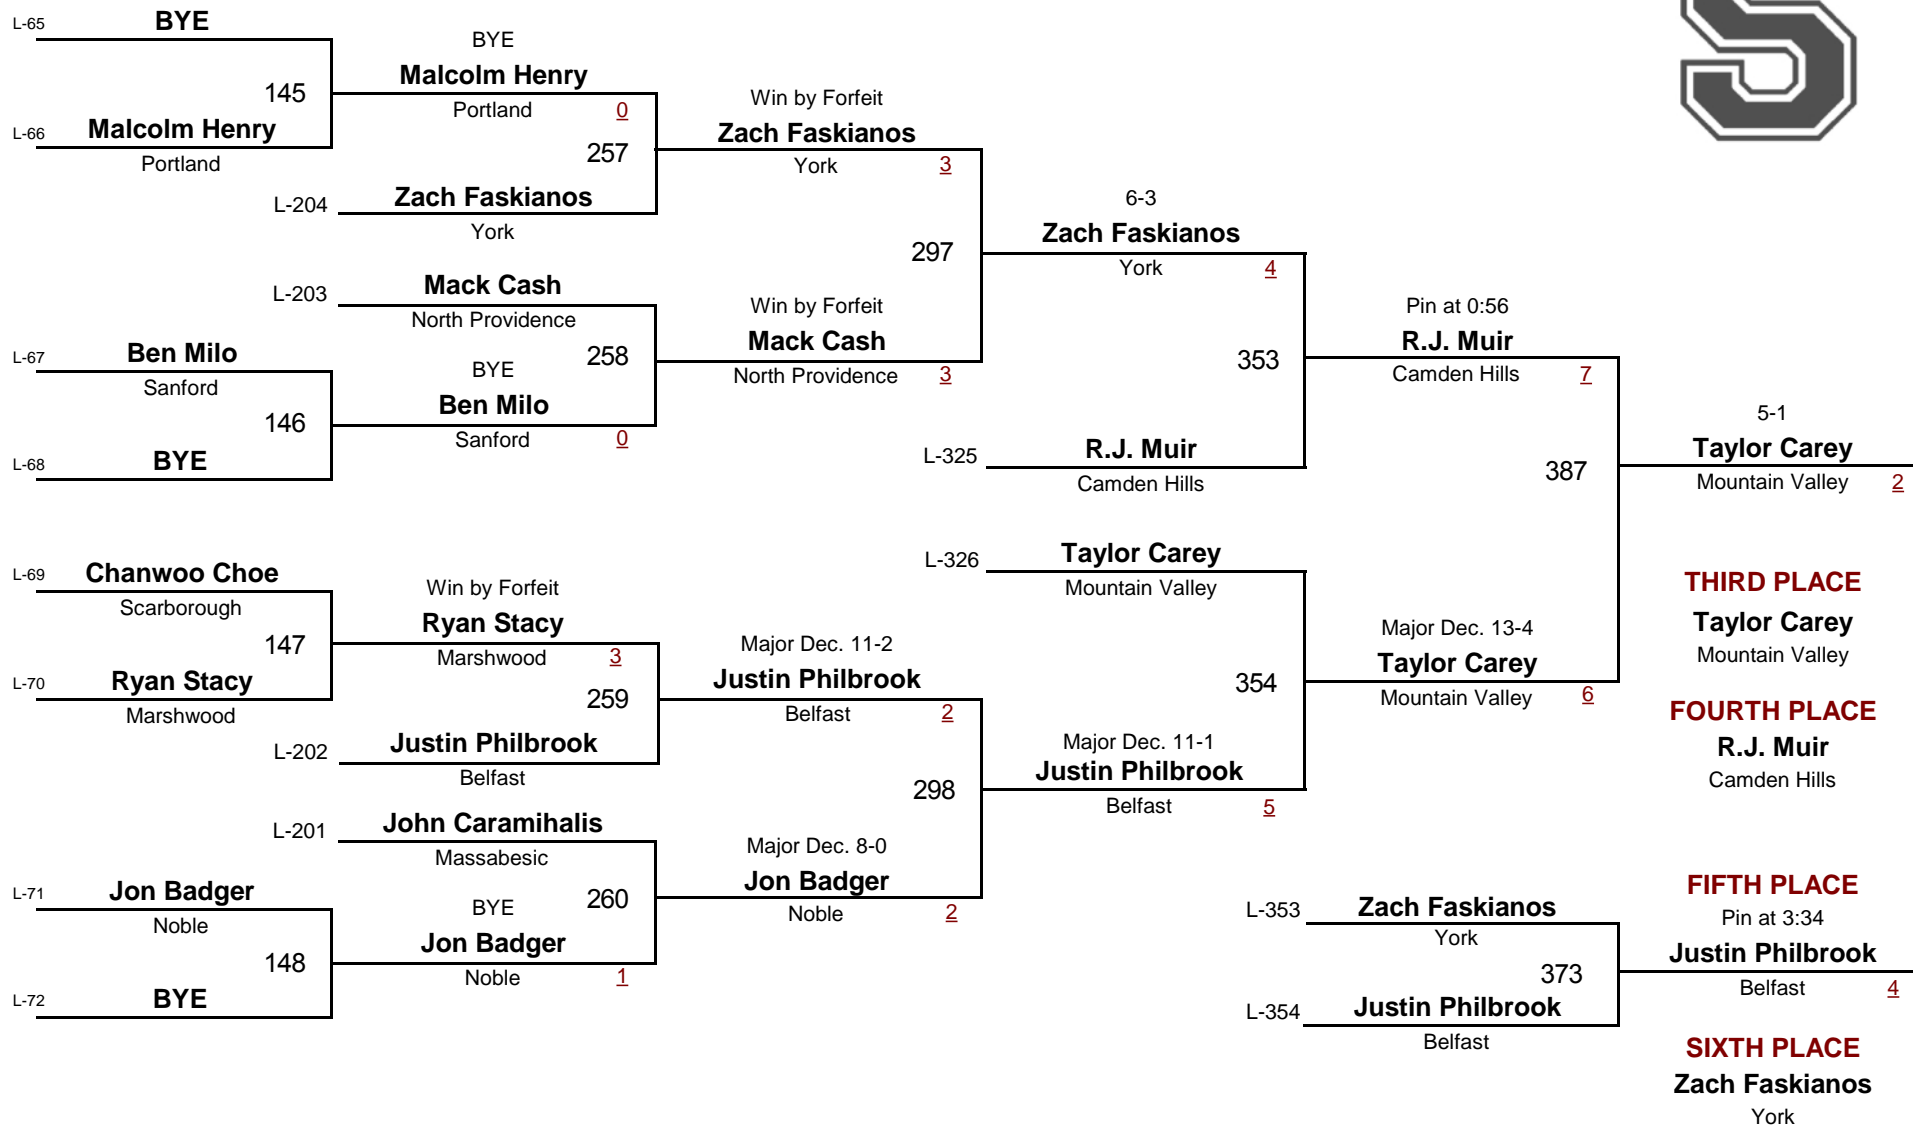 L-65
BYE
145
L-66
Malcolm Henry
Portland
BYE
Malcolm Henry
Portland
0
257
L-204
Zach Faskianos
York
Win by Forfeit
Zach Faskianos
York
3
297
L-203
Mack Cash
North Providence
L-67
Ben Milo
Sanford
146
L-68
BYE
258
BYE
Ben Milo
Sanford
0
Win by Forfeit
Mack Cash
North Providence
3
6-3
Zach Faskianos
York
4
353
L-325
R.J. Muir
Camden Hills
Pin at 0:56
R.J. Muir
Camden Hills
7
387
5-1
Taylor Carey
Mountain Valley
2
L-69
Chanwoo Choe
Scarborough
147
L-70
Ryan Stacy
Marshwood
Win by Forfeit
Ryan Stacy
Marshwood
3
259
L-202
Justin Philbrook
Belfast
Major Dec. 11-2
Justin Philbrook
Belfast
2
298
L-201
John Caramihalis
Massabesic
L-71
Jon Badger
Noble
148
L-72
BYE
260
BYE
Jon Badger
Noble
1
Major Dec. 8-0
Jon Badger
Noble
2
L-326
Taylor Carey
Mountain Valley
354
Major Dec. 11-1
Justin Philbrook
Belfast
5
Major Dec. 13-4
Taylor Carey
Mountain Valley
6
THIRD PLACE
Taylor Carey
Mountain Valley
FOURTH PLACE
R.J. Muir
Camden Hills
L-353
Zach Faskianos
York
373
L-354
Justin Philbrook
Belfast
FIFTH PLACE
Pin at 3:34
Justin Philbrook
Belfast
4
SIXTH PLACE
Zach Faskianos
York
S